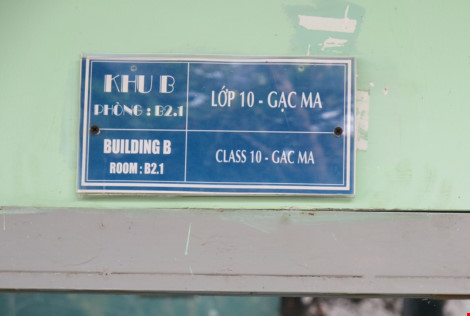 KHU B
PHÒNG : B2.1
LỚP 10 - GẠC MA
BUILDING B
ROOM : B2.1
CLASS 10 - GAC MA